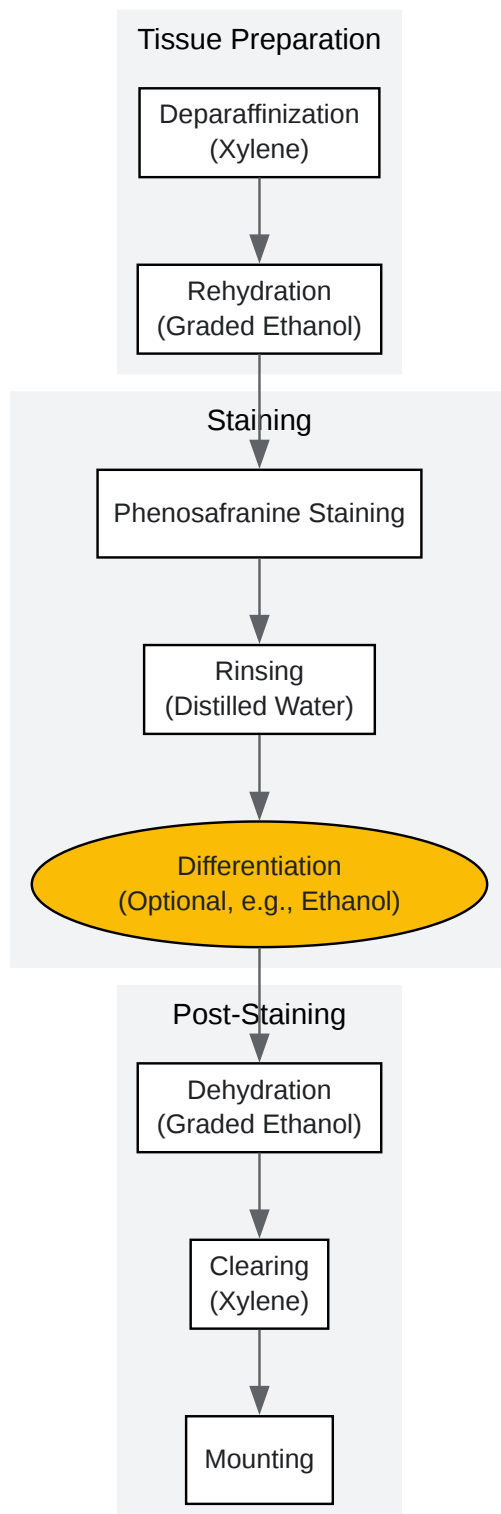 Tissue Preparation
Deparaffinization
(Xylene)
Rehydration
(Graded Ethanol)
Staining
Phenosafranine Staining
Rinsing
(Distilled Water)
Differentiation
(Optional, e.g., Ethanol)
Post-Staining
Dehydration
(Graded Ethanol)
Clearing
(Xylene)
Mounting